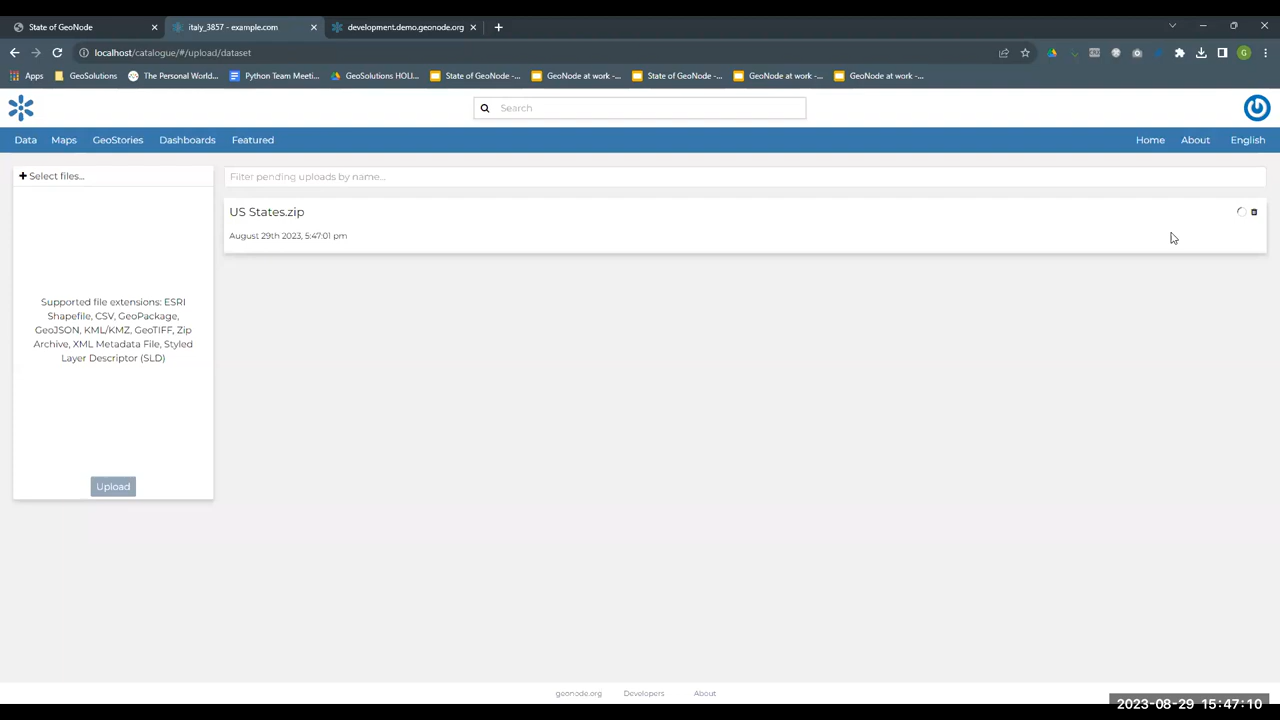 State of GeoNode
italy_3857 - example.com
development.demo.geonode.org
localhost/catalogue/#/upload/dataset
G
Apps
GeoSolutions
The Personal World...
Python Team Meeti...
GeoSolutions HOLI...
State of GeoNode -...
GeoNode at work -...
State of GeoNode -...
GeoNode at work -...
GeoNode at work -...
Search
Data
Maps
GeoStories
Dashboards
Featured
Home
About
English
Select files...
Filter pending uploads by name...
US States.zip
August 29th 2023, 5:47:01 pm
Supported file extensions: ESRI
Shapefile, CSV, GeoPackage,
GeoJSON, KML/KMZ, GeoTIFF, Zip
Archive, XML Metadata File, Styled
Layer Descriptor (SLD)
Upload
geonode.org
Developers
About
2023-08-29 15:47:10